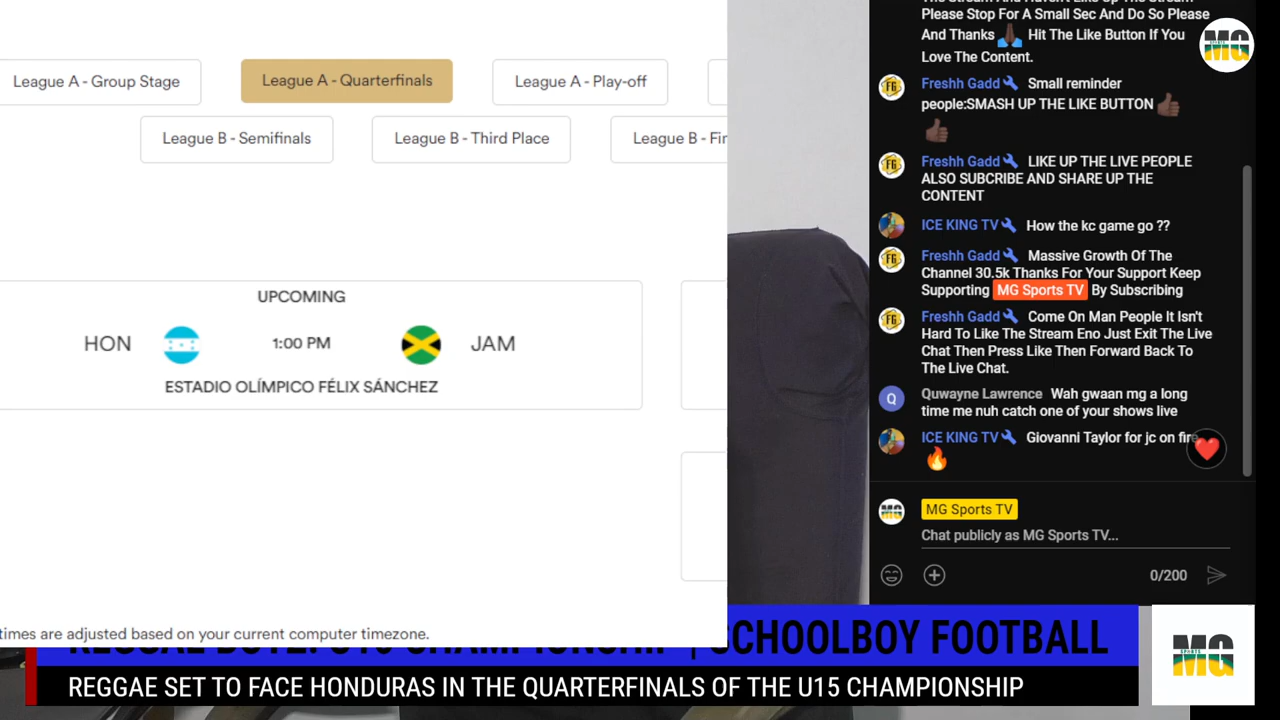 League A - Group Stage
League A - Quarterfinals
League A - Play-off
League B - Semifinals
League B - Third Place
League B -
UPCOMING
HON
1:00 PM
JAM
ESTADIO OLÍMPICO FÉLIX SÁNCHEZ
times are adjusted based on your current computer timezone.
Please Stop For A Small Sec And Do So Please
And Thanks 🙏🏿 Hit The Like Button If You
Love The Content.
Freshh Gadd Small reminder
people:SMASH UP THE LIKE BUTTON 👍🏿
👍🏿
Freshh Gadd LIKE UP THE LIVE PEOPLE
ALSO SUBCRIBE AND SHARE UP THE
CONTENT
ICE KING TV How the kc game go ??
Freshh Gadd Massive Growth Of The
Channel 30.5k Thanks For Your Support Keep
Supporting MG Sports TV By Subscribing
Freshh Gadd Come On Man People It Isn't
Hard To Like The Stream Eno Just Exit The Live
Chat Then Press Like Then Forward Back To
The Live Chat.
Quwayne Lawrence Wah gwaan mg a long
time me nuh catch one of your shows live
ICE KING TV Giovanni Taylor for jc on fire
🔥
MG Sports TV
Chat publicly as MG Sports TV...
0/200
MG
SPORTS
SCHOOLBOY FOOTBALL
REGGAE SET TO FACE HONDURAS IN THE QUARTERFINALS OF THE U15 CHAMPIONSHIP
MG
SPORTS